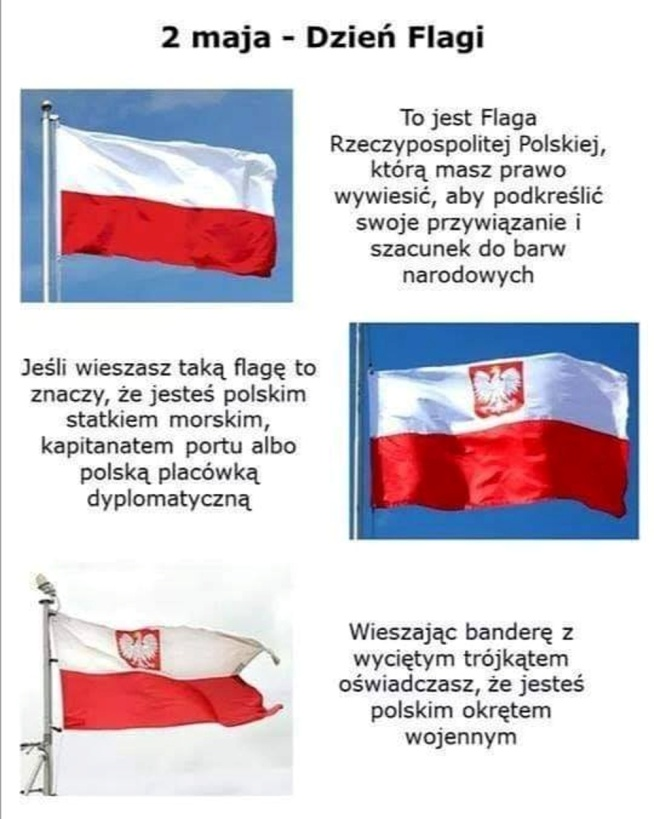 2 maja - Dzień Flagi
To jest Flaga
Rzeczypospolitej Polskiej,
którą masz prawo
wywiesić, aby podkreślić
swoje przywiązanie i
szacunek do barw
narodowych
Jeśli wieszasz taką flagę to
znaczy, że jesteś polskim
statkiem morskim,
kapitanatem portu albo
polską placówką
dyplomatyczną
Wieszając banderę z
wyciętym trójkątem
oświadczasz, że jesteś
polskim okrętem
wojennym